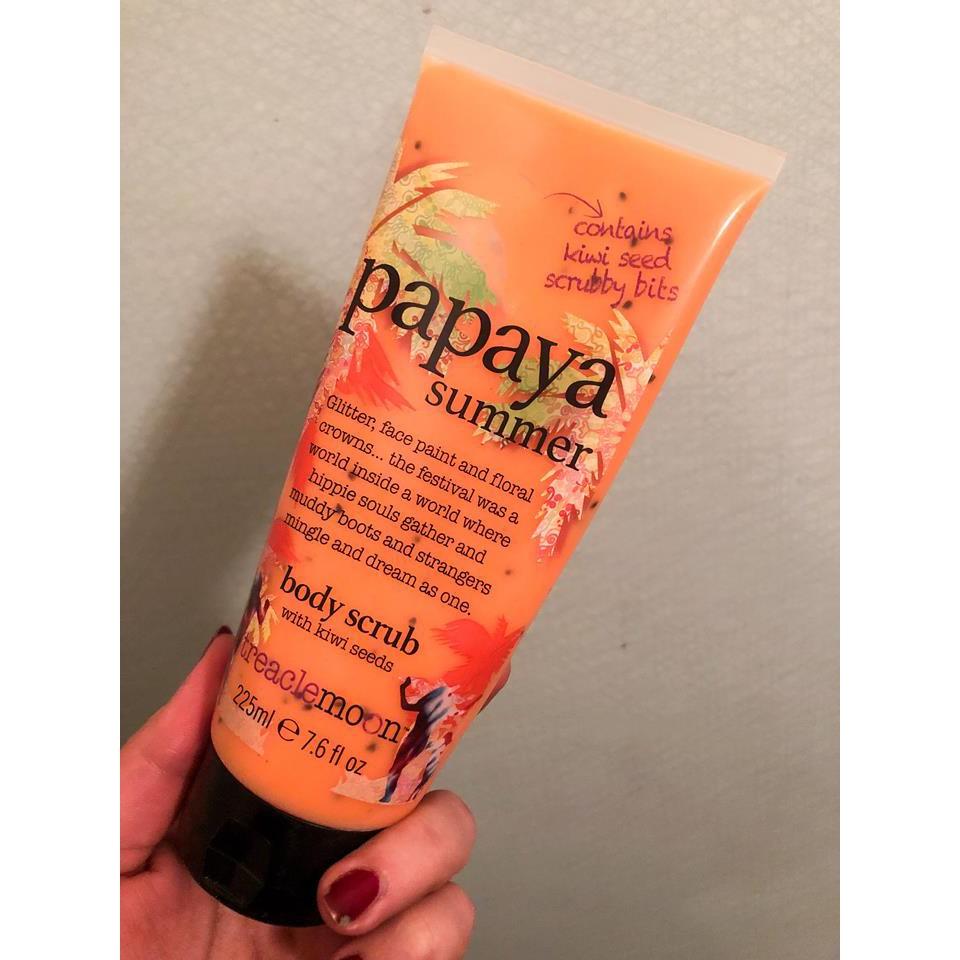 contains
kiwi seed
scrubby bits
papaya
summer
Glitter, face paint and floral
crowns... the festival was a
world inside a world where
hippie souls gather and
muddy boots and strangers
mingle and dream as one.
body scrub
with kiwi seeds
treaclemoon
225ml ℮ 7.6 fl oz